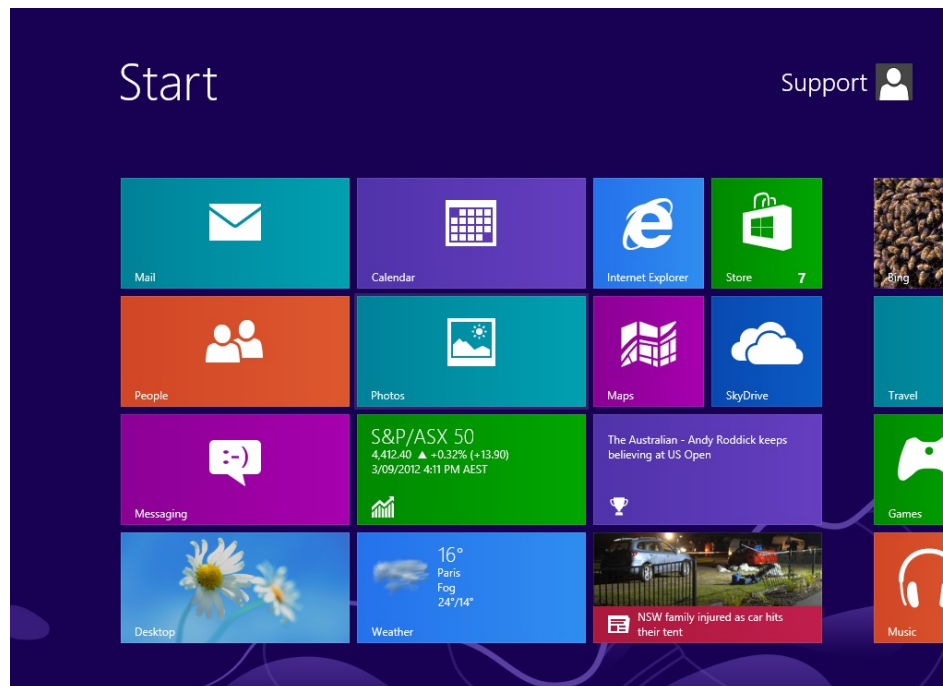 Start
Support
Mail
Calendar
Internet Explorer
Store
7
Bing
People
Photos
Maps
SkyDrive
Travel
:-)
Messaging
S&P/ASX 50
4,412.40 ▲ +0.32% (+13.90)
3/09/2012 4:11 PM AEST
The Australian - Andy Roddick keeps
believing at US Open
Games
Desktop
16°
Paris
Fog
24°/14°
Weather
NSW family injured as car hits
their tent
Music